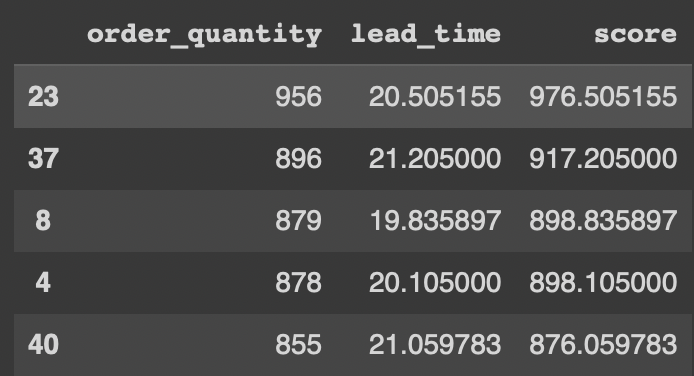 order_quantity lead_time score
23 956 20.505155 976.505155
37 896 21.205000 917.205000
8 879 19.835897 898.835897
4 878 20.105000 898.105000
40 855 21.059783 876.059783